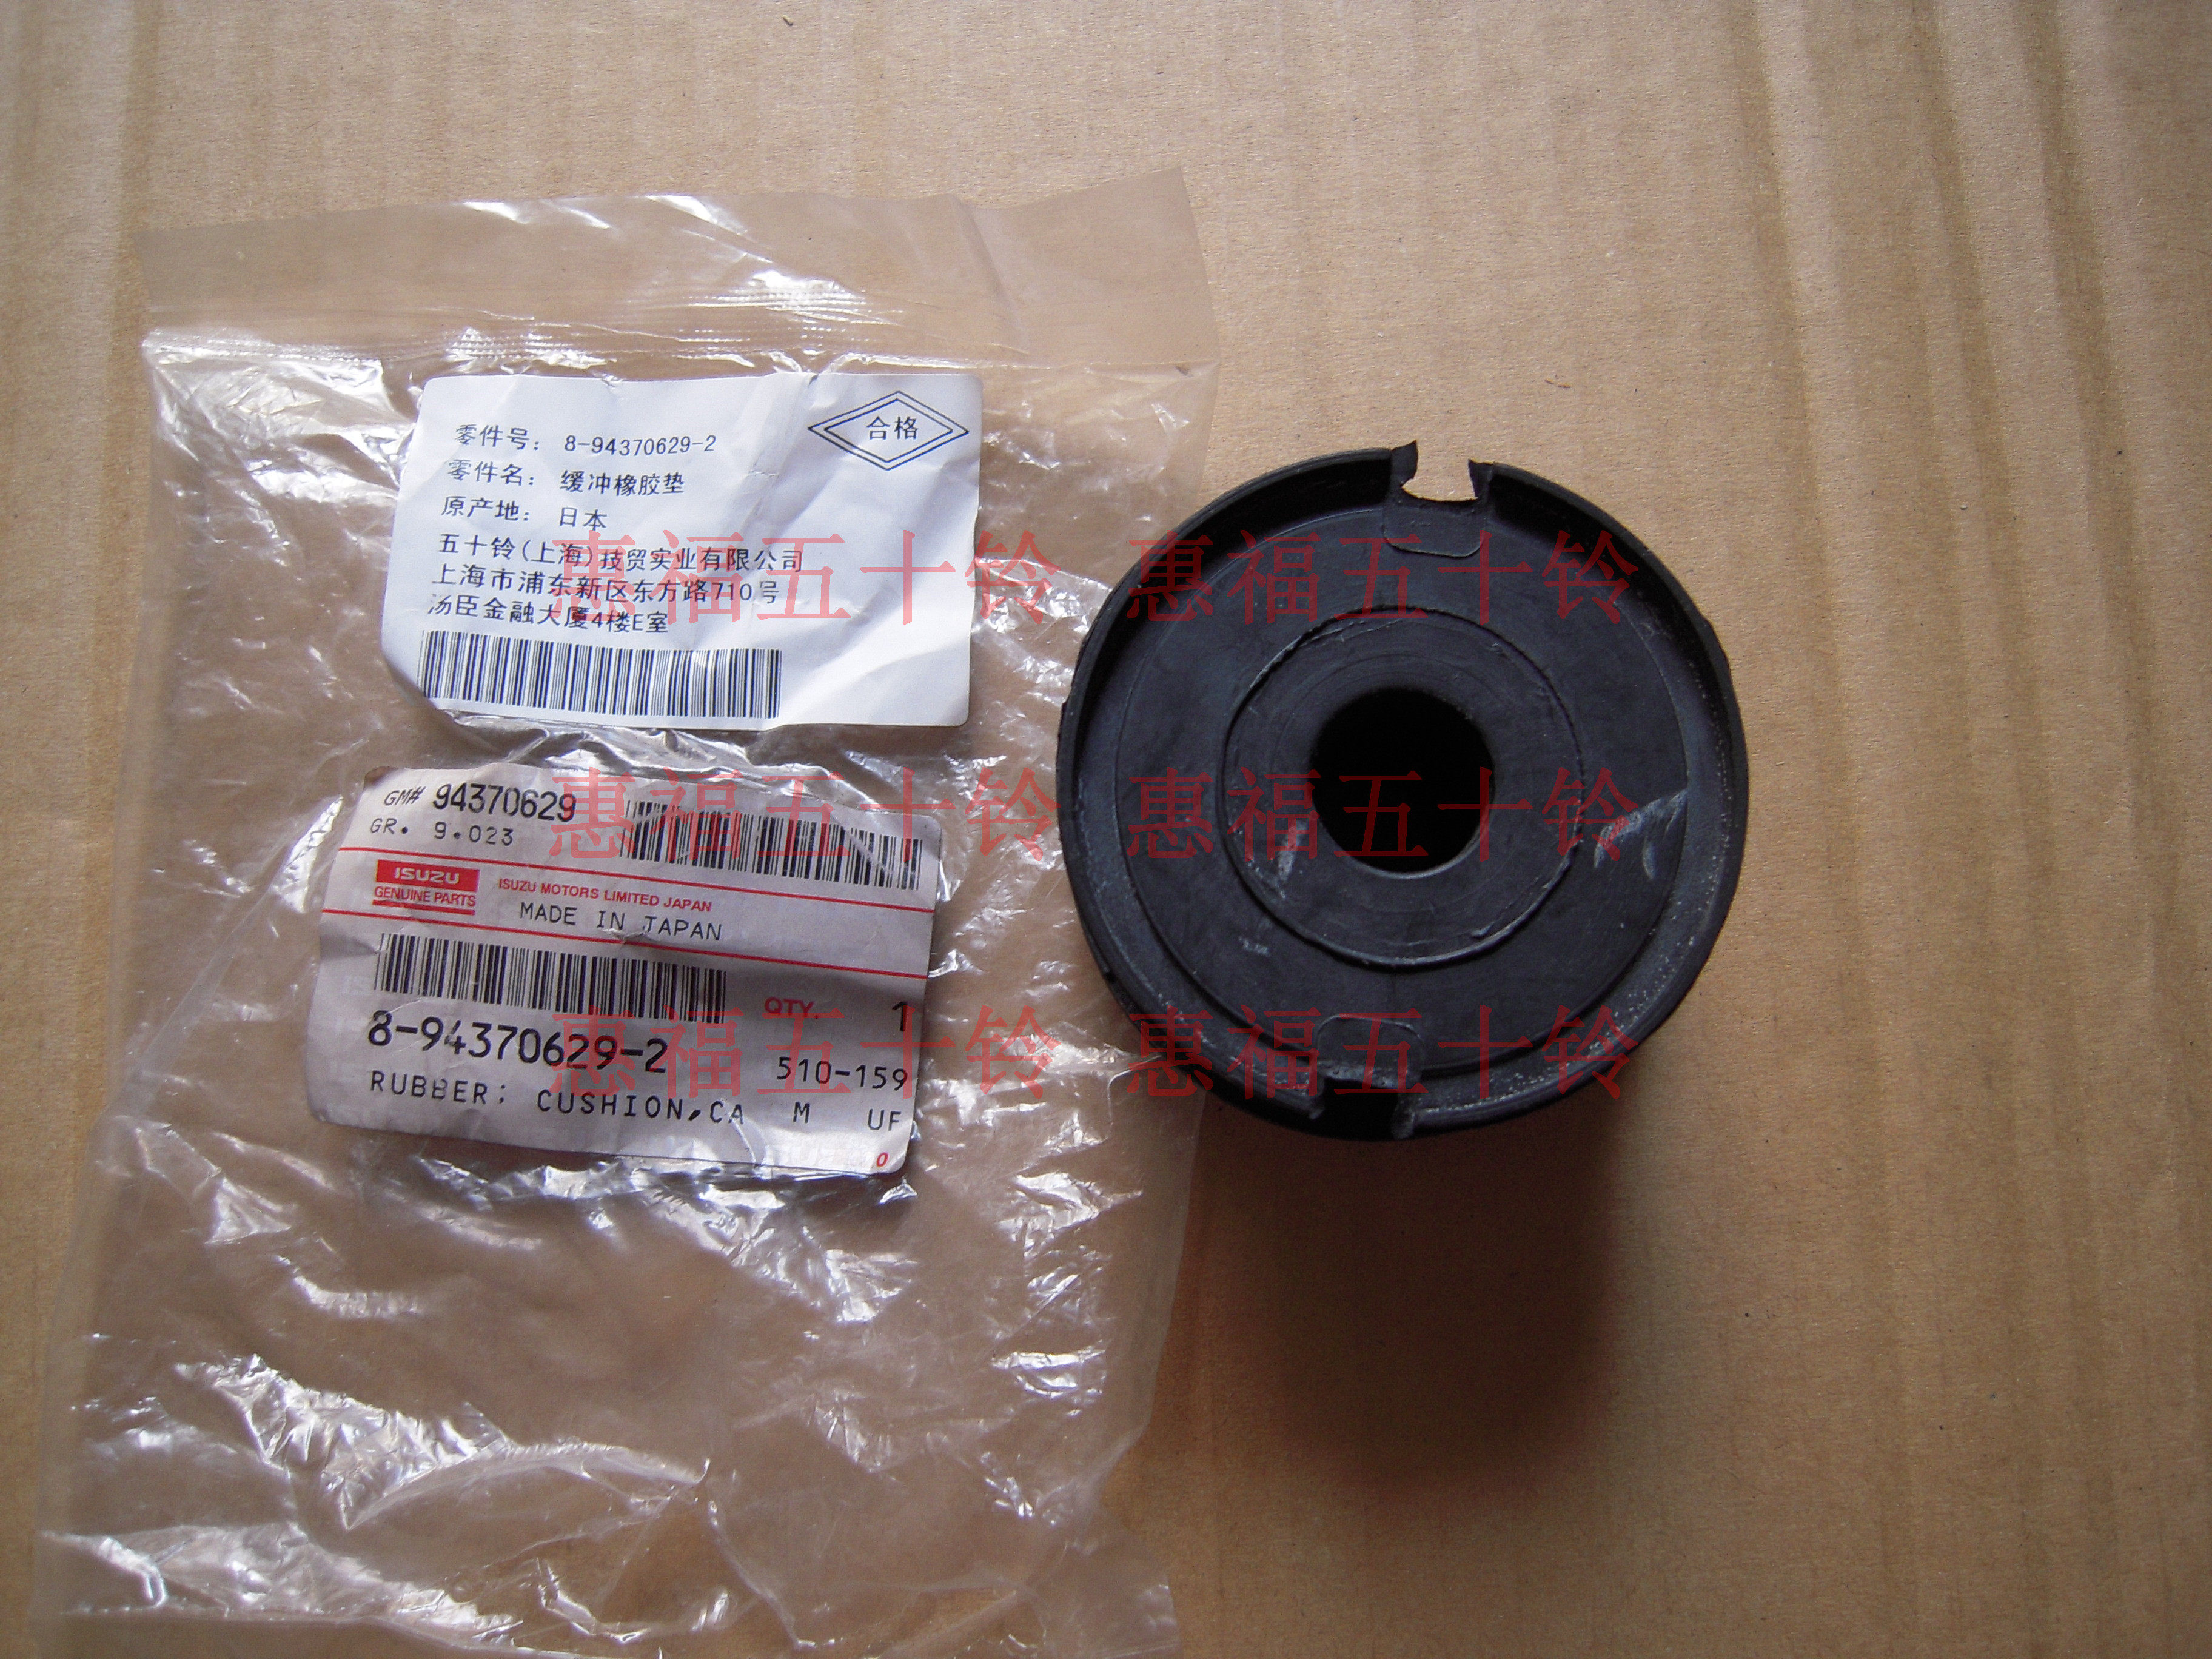 零件号: 8-94370629-2
合格
零件名: 缓冲橡胶垫
原产地: 日本
五十铃(上海)技贸实业有限公司
上海市浦东新区东方路710号
汤臣金融大厦4楼E室
GM# 94370629
GR. 9.023
ISUZU
GENUINE PARTS
ISUZU MOTORS LIMITED JAPAN
MADE IN JAPAN
QTY. 1
8-94370629-2
510-159
RUBBER; CUSHION,CA M UF
0
惠福五十铃 惠福五十铃
惠福五十铃 惠福五十铃
惠福五十铃 惠福五十铃